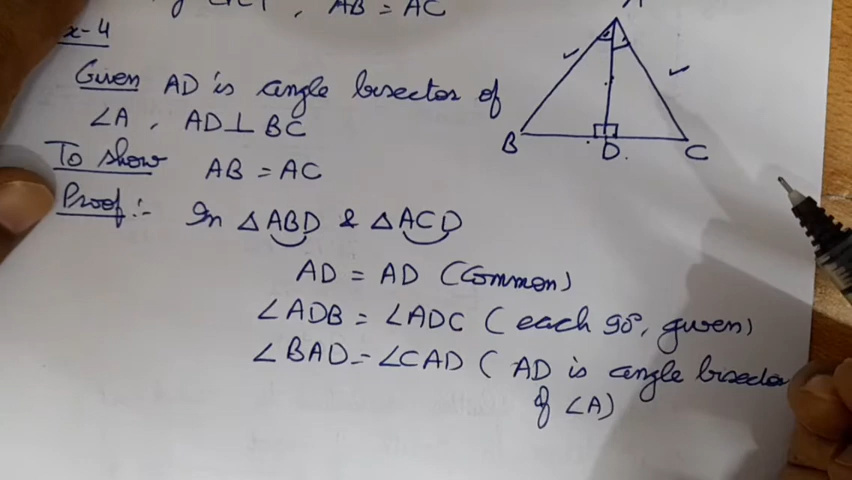 AB = AC
x-4
Given AD is angle bisector of
∠A, AD ⊥ BC
To show AB = AC
Proof:- In △ABD & △ACD
AD = AD (Common)
∠ADB = ∠ADC (each 90°, given)
∠BAD = ∠CAD (AD is angle bisector
of ∠A)
B D C